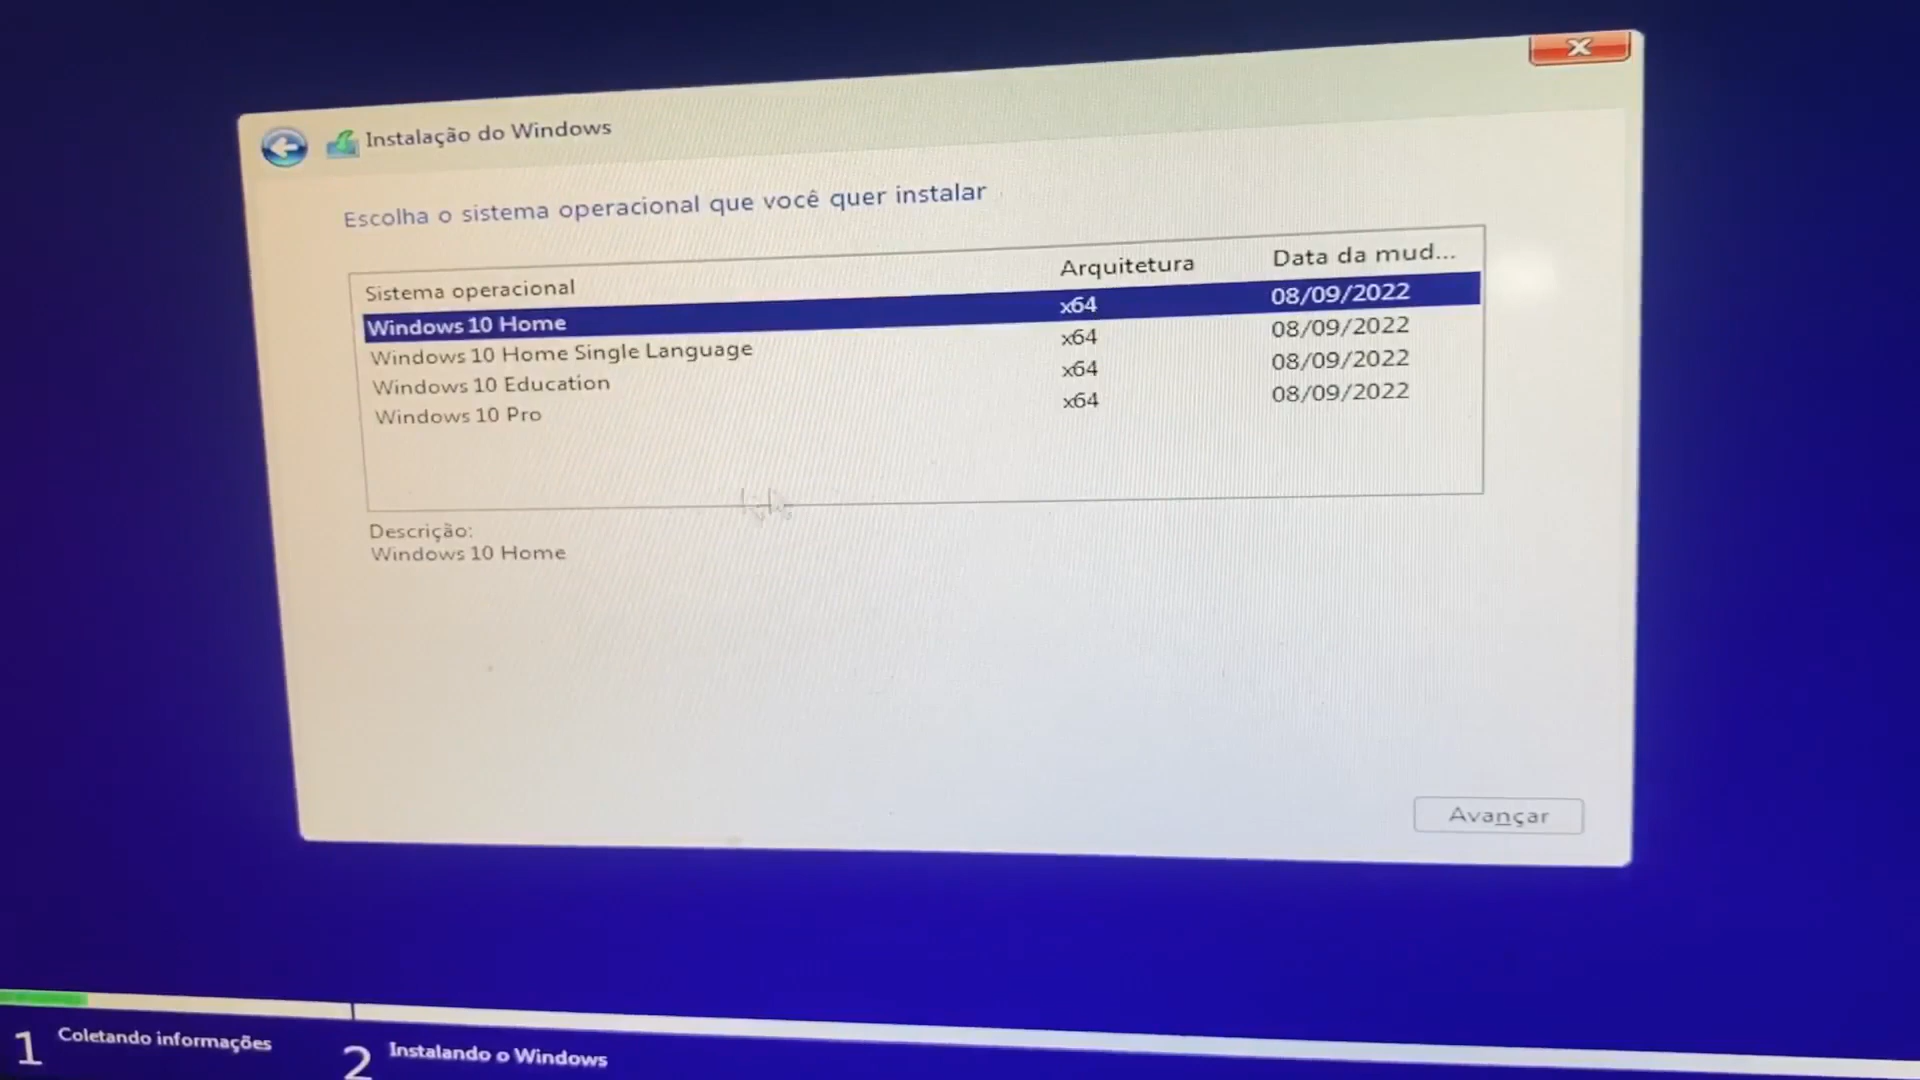 Instalação do Windows
Escolha o sistema operacional que você quer instalar
Sistema operacional Arquitetura Data da mud...
Windows 10 Home x64 08/09/2022
Windows 10 Home Single Language x64 08/09/2022
Windows 10 Education x64 08/09/2022
Windows 10 Pro x64 08/09/2022
Descrição:
Windows 10 Home
Avançar
1 Coletando informações 2 Instalando o Windows